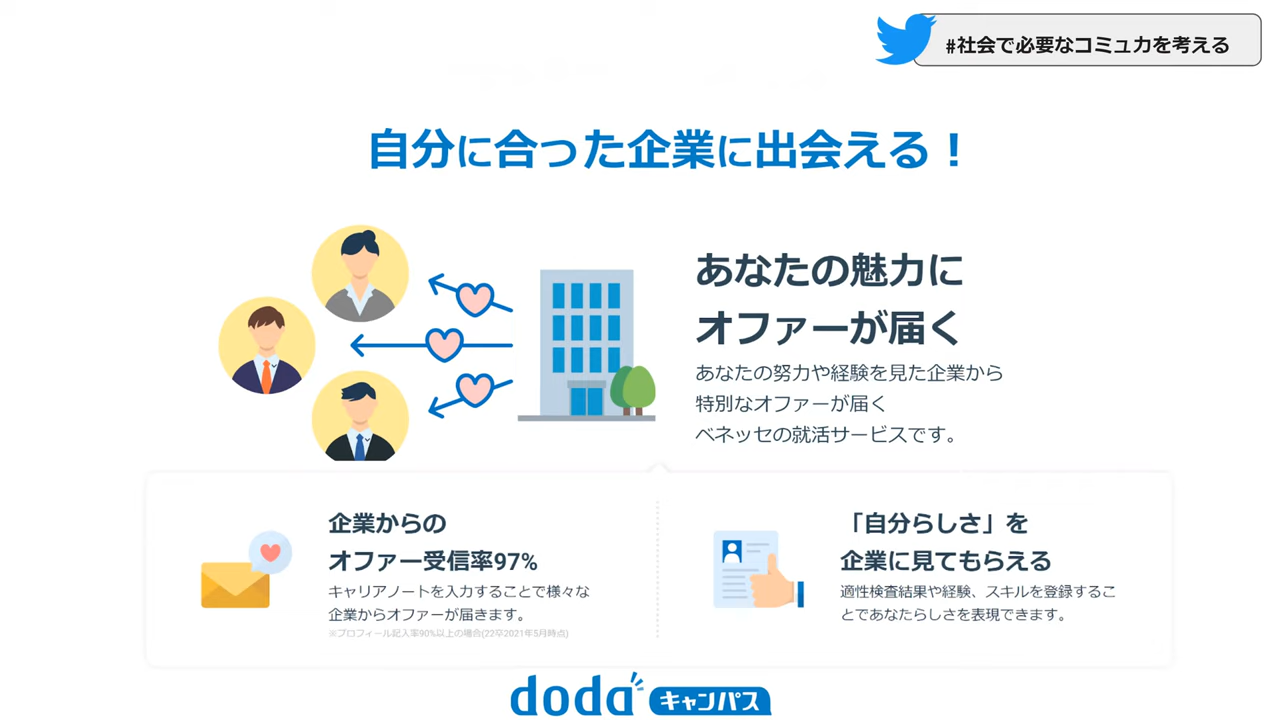 #社会で必要なコミュ力を考える
自分に合った企業に出会える！
あなたの魅力に
オファーが届く
あなたの努力や経験を見た企業から
特別なオファーが届く
ベネッセの就活サービスです。
企業からの
オファー受信率97%
キャリアノートを入力することで様々な
企業からオファーが届きます。
※プロフィール記入率90%以上の場合(22卒2021年5月時点)
「自分らしさ」を
企業に見てもらえる
適性検査結果や経験、スキルを登録するこ
とであなたらしさを表現できます。
doda キャンパス